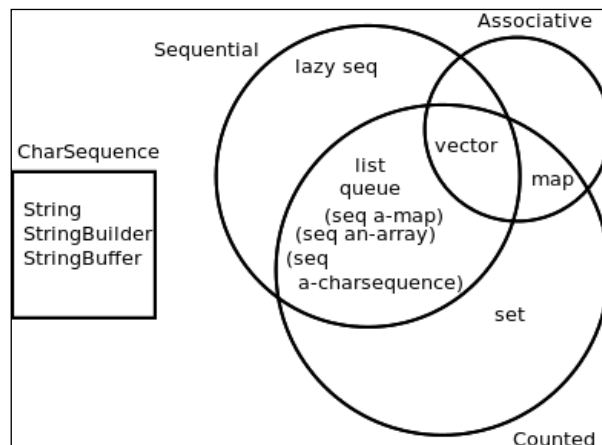 Associative
Sequential
lazy seq
CharSequence
vector
list
map
queue
String
(seq a-map)
StringBuilder
(seq an-array)
StringBuffer
(seq
a-charsequence)
set
Counted